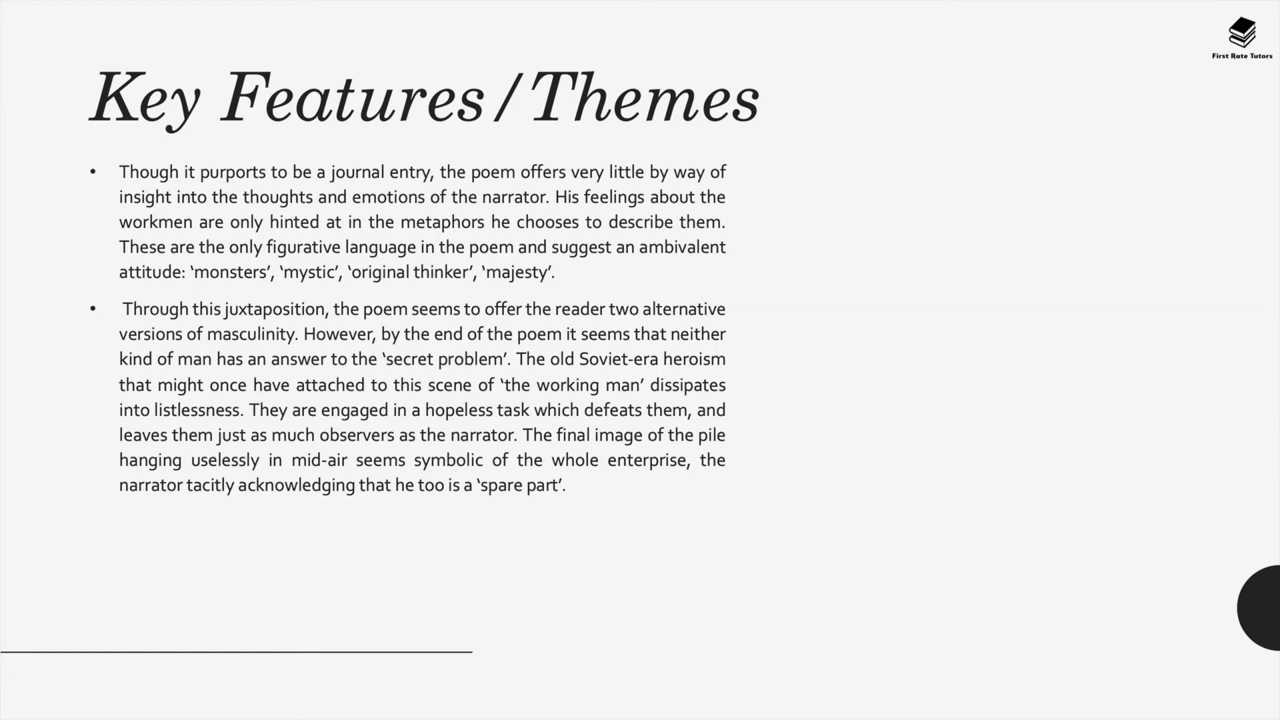 First Rate Tutors
Key Features/Themes
• Though it purports to be a journal entry, the poem offers very little by way of
insight into the thoughts and emotions of the narrator. His feelings about the
workmen are only hinted at in the metaphors he chooses to describe them.
These are the only figurative language in the poem and suggest an ambivalent
attitude: ‘monsters’, ‘mystic’, ‘original thinker’, ‘majesty’.
• Through this juxtaposition, the poem seems to offer the reader two alternative
versions of masculinity. However, by the end of the poem it seems that neither
kind of man has an answer to the ‘secret problem’. The old Soviet-era heroism
that might once have attached to this scene of ‘the working man’ dissipates
into listlessness. They are engaged in a hopeless task which defeats them, and
leaves them just as much observers as the narrator. The final image of the pile
hanging uselessly in mid-air seems symbolic of the whole enterprise, the
narrator tacitly acknowledging that he too is a ‘spare part’.